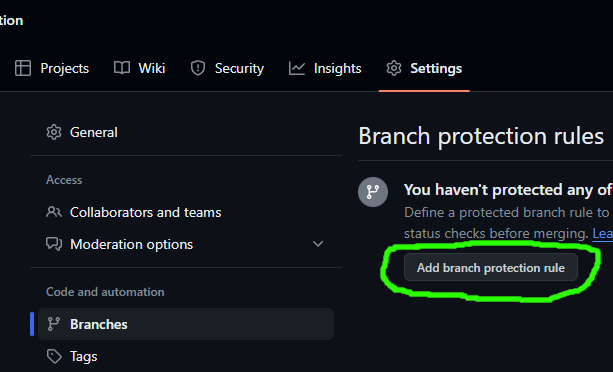 tion
Projects Wiki Security Insights Settings
General
Access
Collaborators and teams
Moderation options
Code and automation
Branches
Tags
Branch protection rules
You haven't protected any of
Define a protected branch rule to
status checks before merging. Lea
Add branch protection rule